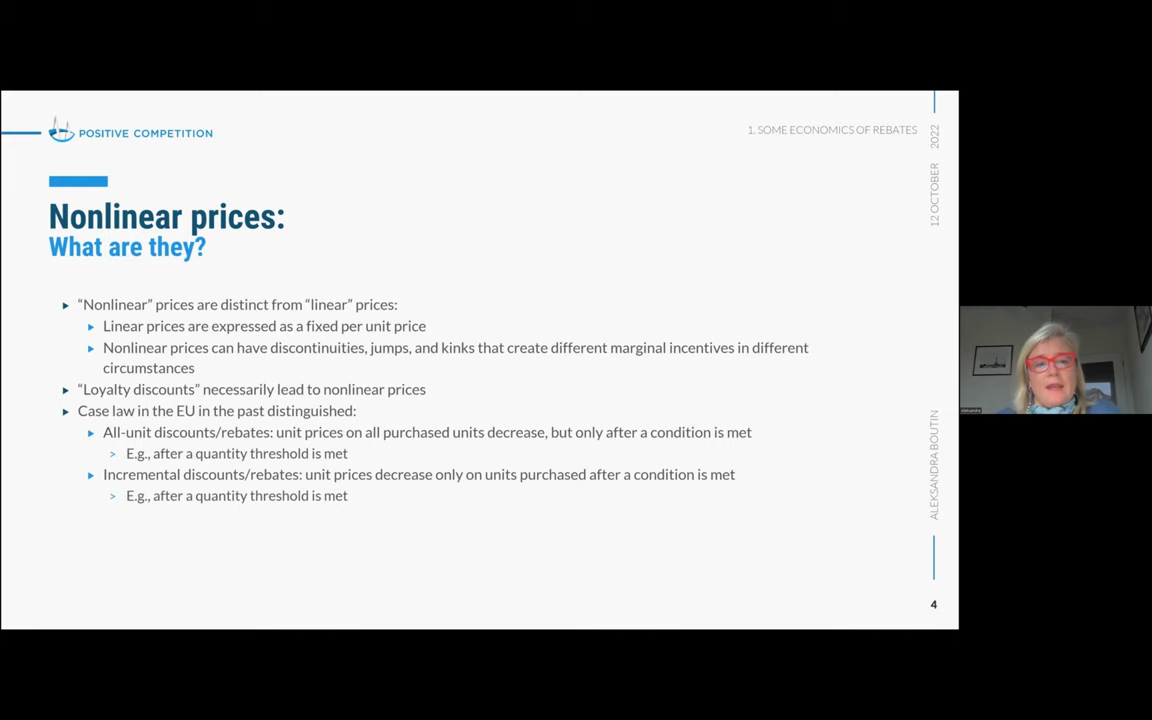 POSITIVE COMPETITION
1. SOME ECONOMICS OF REBATES
12 OCTOBER 2022
Nonlinear prices:
What are they?
“Nonlinear” prices are distinct from “linear” prices:
Linear prices are expressed as a fixed per unit price
Nonlinear prices can have discontinuities, jumps, and kinks that create different marginal incentives in different
circumstances
“Loyalty discounts” necessarily lead to nonlinear prices
Case law in the EU in the past distinguished:
All-unit discounts/rebates: unit prices on all purchased units decrease, but only after a condition is met
> E.g., after a quantity threshold is met
Incremental discounts/rebates: unit prices decrease only on units purchased after a condition is met
> E.g., after a quantity threshold is met
ALEKSANDRA BOUTIN
4
Aleksandra